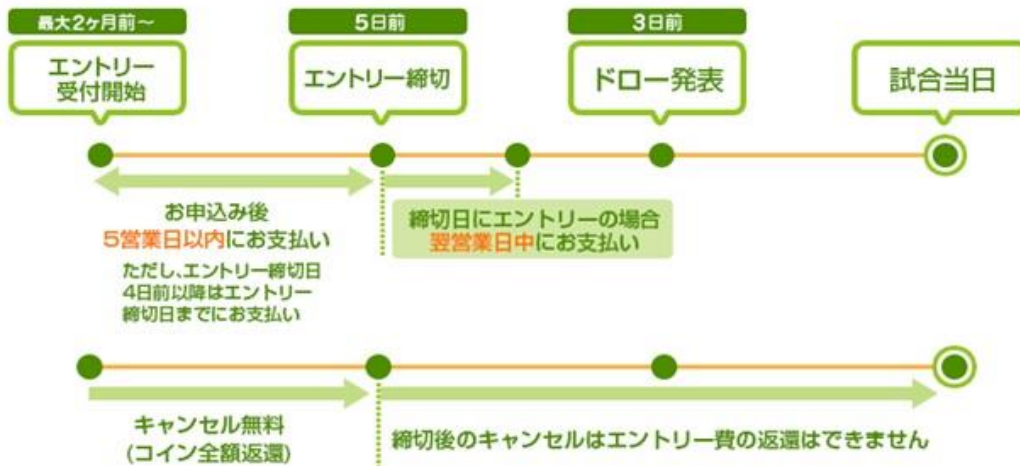 最大2ヶ月前～
エントリー
受付開始
5日前
エントリー締切
3日前
ドロー発表
試合当日
お申込み後
5営業日以内にお支払い
ただし、エントリー締切日
4日前以降はエントリー
締切日までにお支払い
締切日にエントリーの場合
翌営業日中にお支払い
キャンセル無料
(コイン全額返還)
締切後のキャンセルはエントリー費の返還はできません